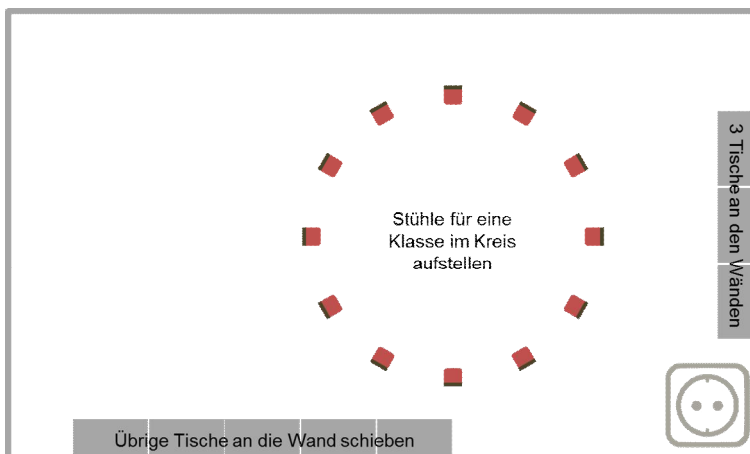 Stühle für eine
Klasse im Kreis
aufstellen
3 Tische an den Wänden
Übrige Tische an die Wand schieben